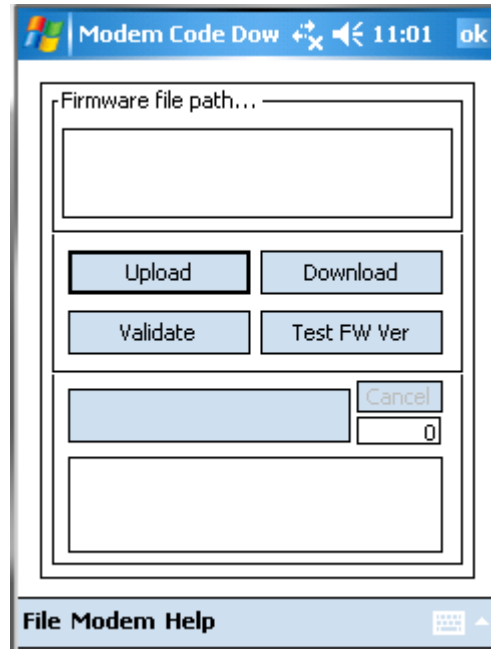 Modem Code Dow 11:01 ok
Firmware file path...
Upload Download
Validate Test FW Ver
Cancel
0
File Modem Help